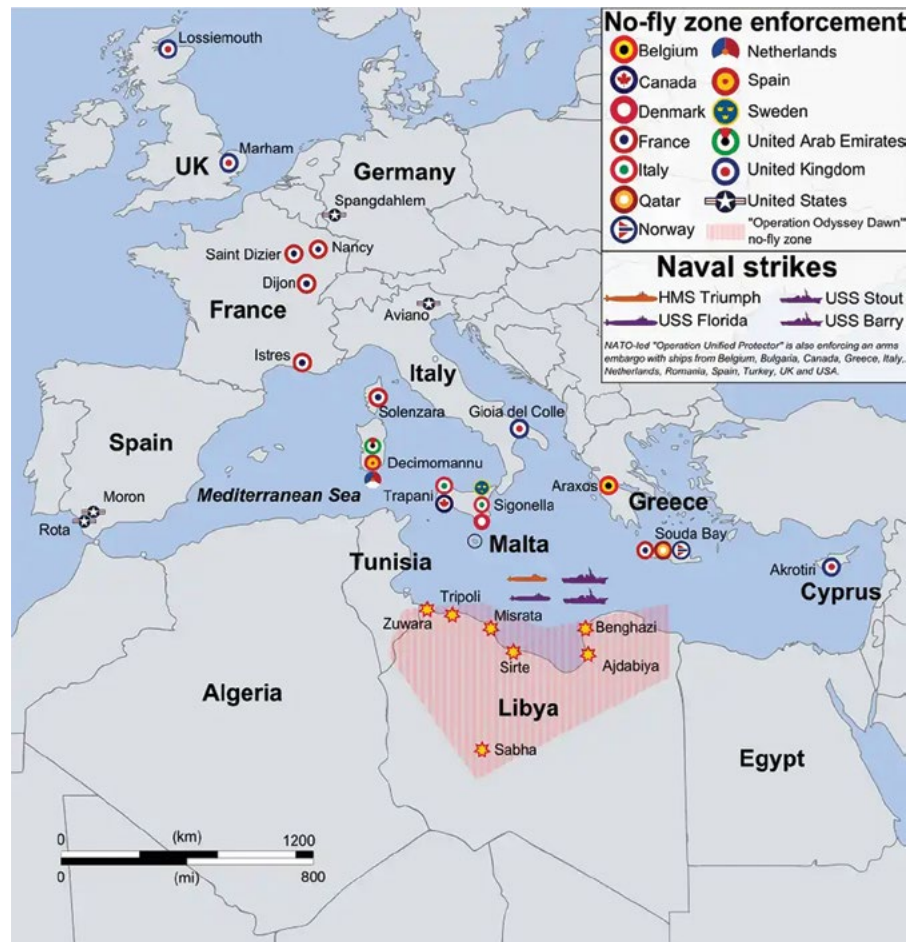 No-fly zone enforcement
Belgium
Netherlands
Canada
Spain
Denmark
Sweden
France
United Arab Emirates
Italy
United Kingdom
Qatar
United States
Norway
"Operation Odyssey Dawn"
no-fly zone
Naval strikes
HMS Triumph
USS Stout
USS Florida
USS Barry
NATO-led "Operation Unified Protector" is also enforcing an arms
embargo with ships from Belgium, Bulgaria, Canada, Greece, Italy,
Netherlands, Romania, Spain, Turkey, UK and USA.
Lossiemouth
Marham
UK
Germany
Spangdahlem
Saint Dizier
Nancy
Dijon
France
Aviano
Istres
Italy
Solenzara
Gioia del Colle
Spain
Decimomannu
Mediterranean Sea
Trapani
Sigonella
Araxos
Greece
Moron
Rota
Souda Bay
Malta
Tunisia
Akrotiri
Cyprus
Tripoli
Zuwara
Misrata
Benghazi
Sirte
Ajdabiya
Algeria
Libya
Sabha
Egypt
0 (km) 1200
0 (mi) 800